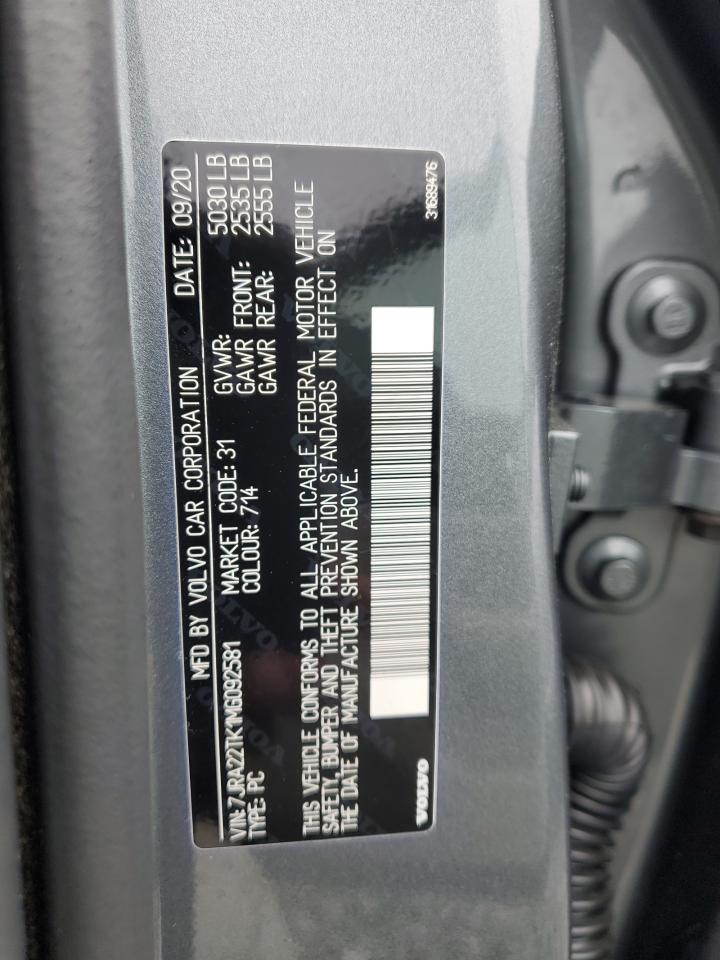 MFD BY VOLVO CAR CORPORATION DATE: 09/20
VIN: 7JRA22TK1MG092581 MARKET CODE: 31 GVWR: 5030 LB
TYPE: PC COLOUR: 714 GAWR FRONT: 2535 LB
GAWR REAR: 2555 LB
THIS VEHICLE CONFORMS TO ALL APPLICABLE FEDERAL MOTOR VEHICLE
SAFETY, BUMPER AND THEFT PREVENTION STANDARDS IN EFFECT ON
THE DATE OF MANUFACTURE SHOWN ABOVE.
VOLVO 31689476